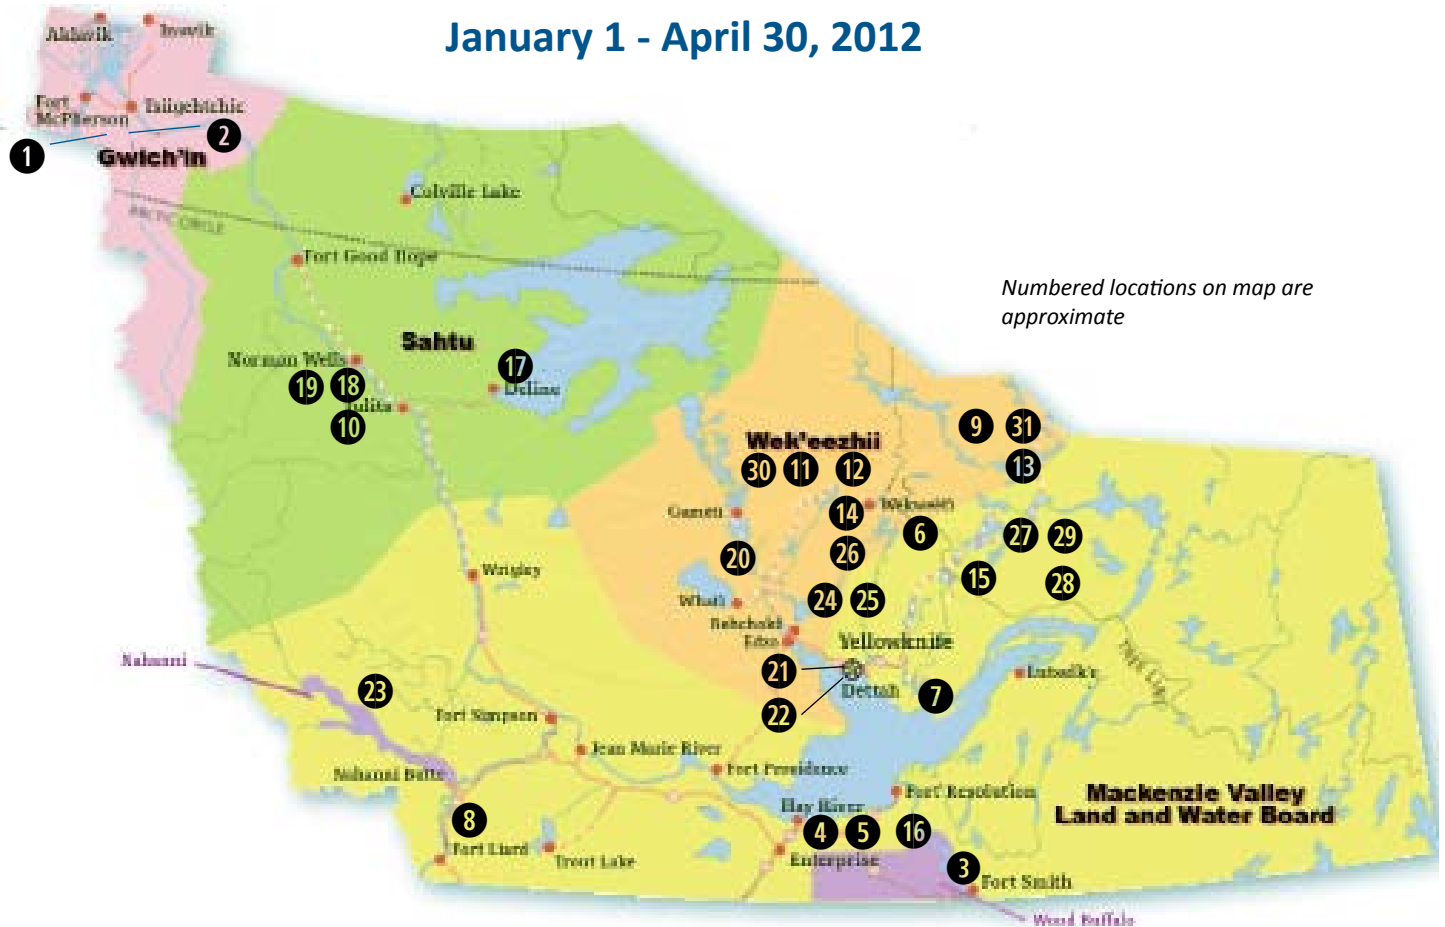 January 1 - April 30, 2012
Aklavik
Inuvik
Fort
McPherson
Tsiigehtchic
1
2
Gwich'in
ARCTIC CIRCLE
Colville Lake
Fort Good Hope
Numbered locations on map are
approximate
Sahtu
Norman Wells
17
Deline
19
18
Tulita
10
Wek'eezhii
9
31
30
11
12
13
Gameti
14
Wekweeti
6
27
29
20
26
15
28
Wrigley
Whati
24
25
Behchoko
Edzo
Yellowknife
Nahanni
21
Dettah
Lutselk'e
TREE LINE
23
22
7
Fort Simpson
Jean Marie River
Fort Providence
Nahanni Butte
Hay River
Fort Resolution
Mackenzie Valley
Land and Water Board
8
4
5
16
Fort Liard
Trout Lake
Enterprise
3
Fort Smith
Wood Buffalo